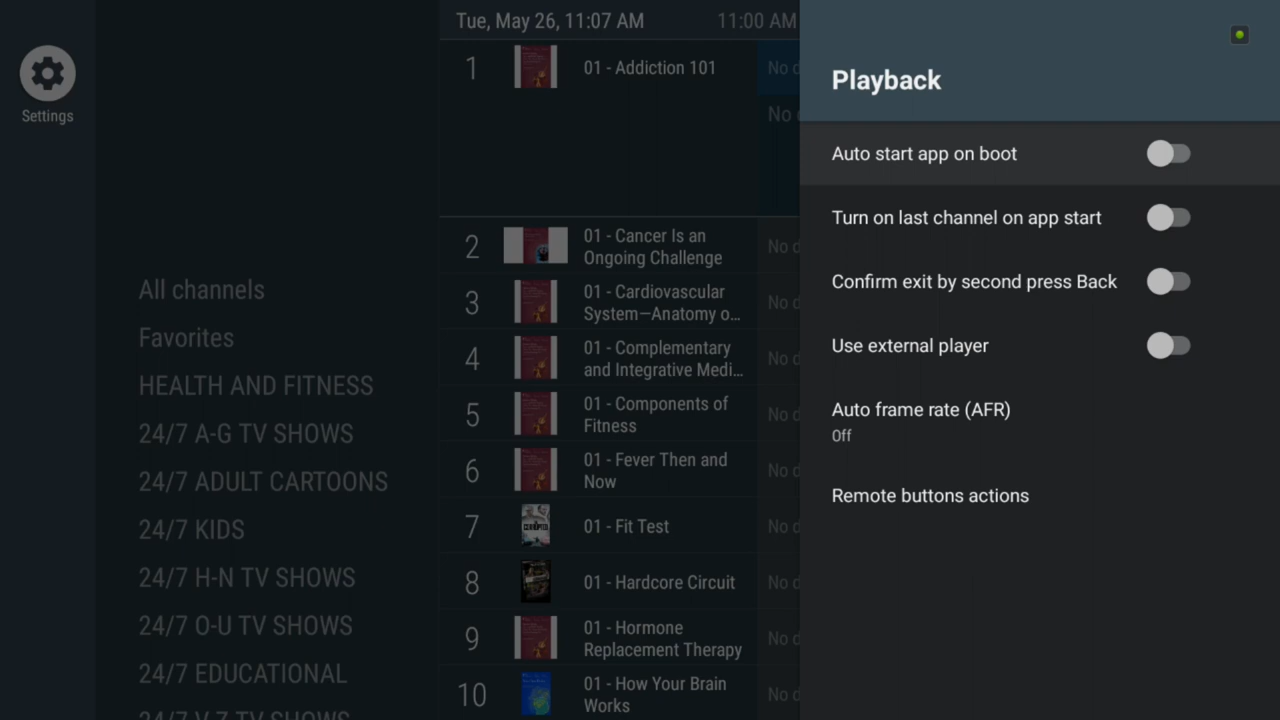 Settings
All channels
Favorites
HEALTH AND FITNESS
24/7 A-G TV SHOWS
24/7 ADULT CARTOONS
24/7 KIDS
24/7 H-N TV SHOWS
24/7 O-U TV SHOWS
24/7 EDUCATIONAL
24/7 V-Z TV SHOWS
Tue, May 26, 11:07 AM 11:00 AM
1 01 - Addiction 101 No d
No
2 01 - Cancer Is an
Ongoing Challenge No
3 01 - Cardiovascular
System—Anatomy o... No
4 01 - Complementary
and Integrative Medi... No
5 01 - Components of
Fitness No
6 01 - Fever Then and
Now No
7 01 - Fit Test No
8 01 - Hardcore Circuit No
9 01 - Hormone
Replacement Therapy No
10 01 - How Your Brain
Works No
Playback
Auto start app on boot
Turn on last channel on app start
Confirm exit by second press Back
Use external player
Auto frame rate (AFR)
Off
Remote buttons actions